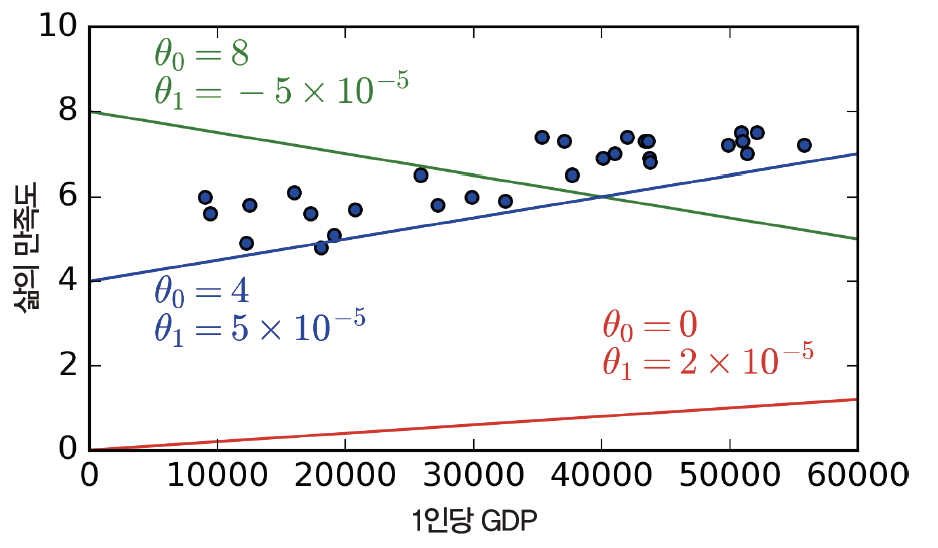 10
θ₀ = 8
θ₁ = − 5 × 10⁻⁵
8
6
삶의 만족도
4
θ₀ = 4
θ₁ = 5 × 10⁻⁵
θ₀ = 0
θ₁ = 2 × 10⁻⁵
2
0
0 10000 20000 30000 40000 50000 60000
1인당 GDP